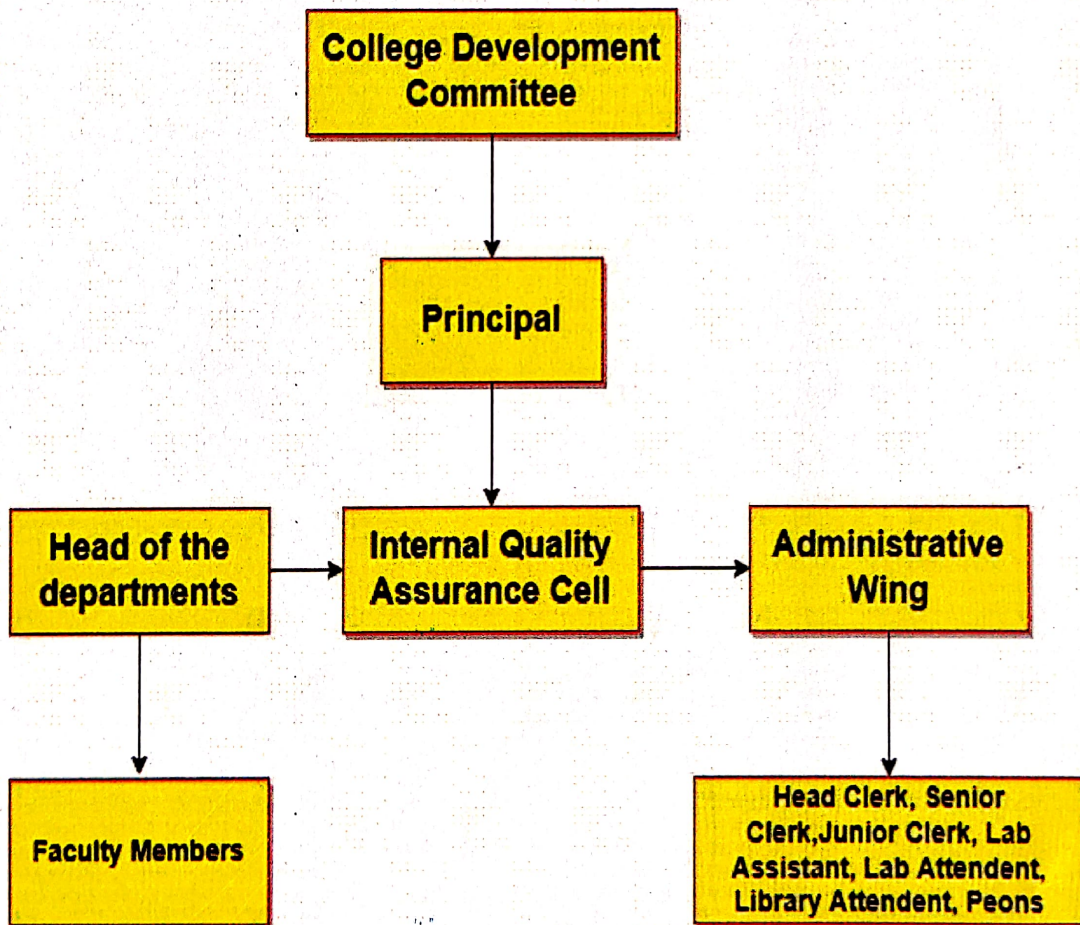 College Development
Committee
Principal
Head of the
departments
Internal Quality
Assurance Cell
Administrative
Wing
Faculty Members
Head Clerk, Senior
Clerk,Junior Clerk, Lab
Assistant, Lab Attendent,
Library Attendent, Peons